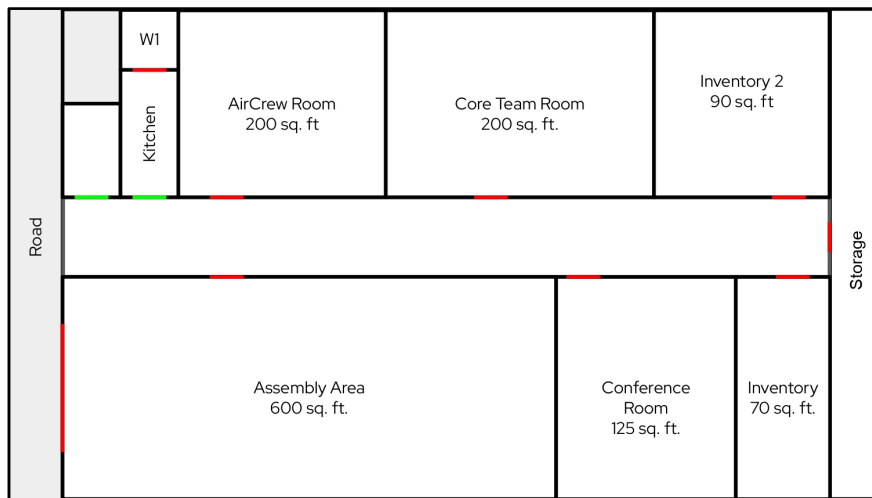 W1
Kitchen
AirCrew Room
200 sq. ft
Core Team Room
200 sq. ft.
Inventory 2
90 sq. ft
Road
Storage
Assembly Area
600 sq. ft.
Conference
Room
125 sq. ft.
Inventory
70 sq. ft.